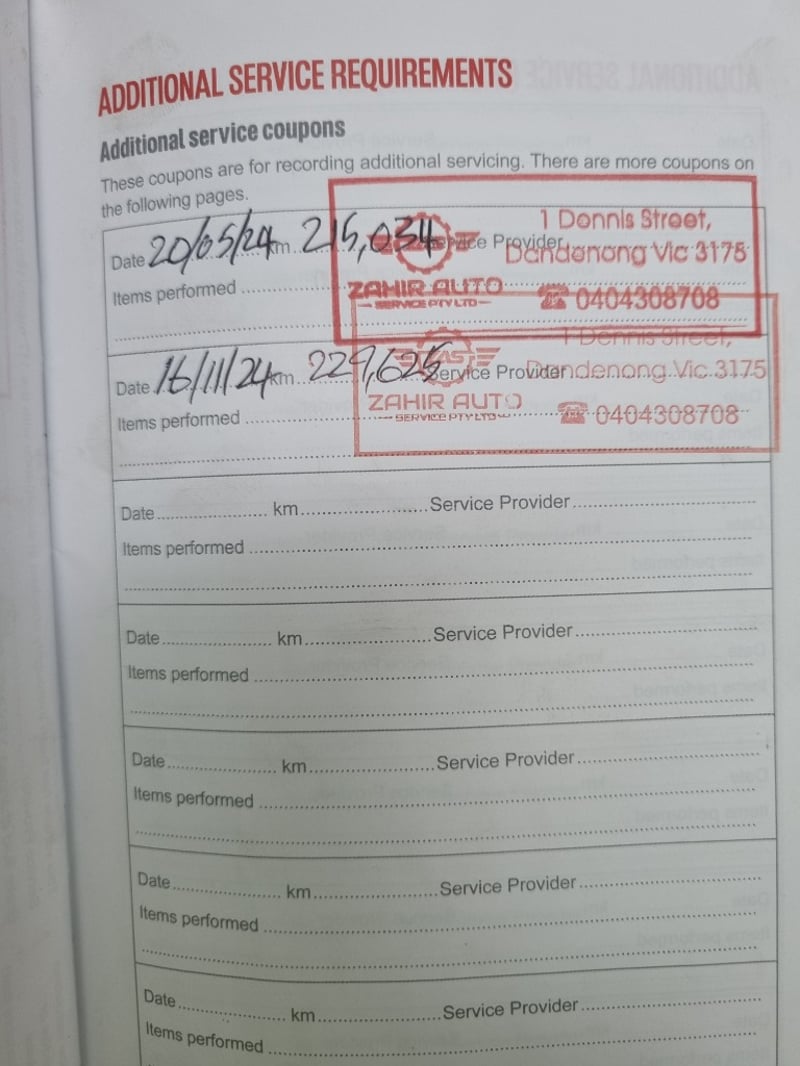 ADDITIONAL SERVICE REQUIREMENTS
Additional service coupons
These coupons are for recording additional servicing. There are more coupons on
the following pages.
Date 20/05/24 km 215,034 Service Provider
1 Dennis Street,
Dandenong Vic 3175
Items performed
ZAHIR AUTO
SERVICE PTY LTD
☎ 0404308708
Date 16/11/24 km 229,625 Service Provider
FAST
1 Dennis Street,
Dandenong Vic 3175
Items performed
ZAHIR AUTO
SERVICE PTY LTD
☎ 0404308708
Date km Service Provider
Items performed
Date km Service Provider
Items performed
Date km Service Provider
Items performed
Date km Service Provider
Items performed
Date km Service Provider
Items performed